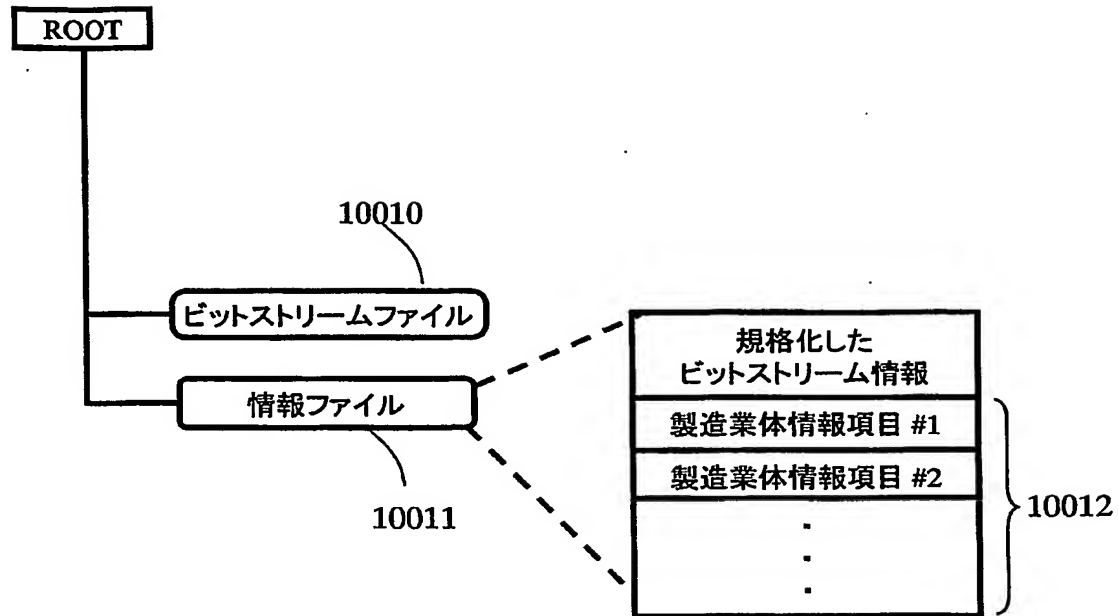 ROOT
10010
ビットストリームファイル
情報ファイル
10011
規格化した
ビットストリーム情報
製造業体情報項目 #1
製造業体情報項目 #2
10012